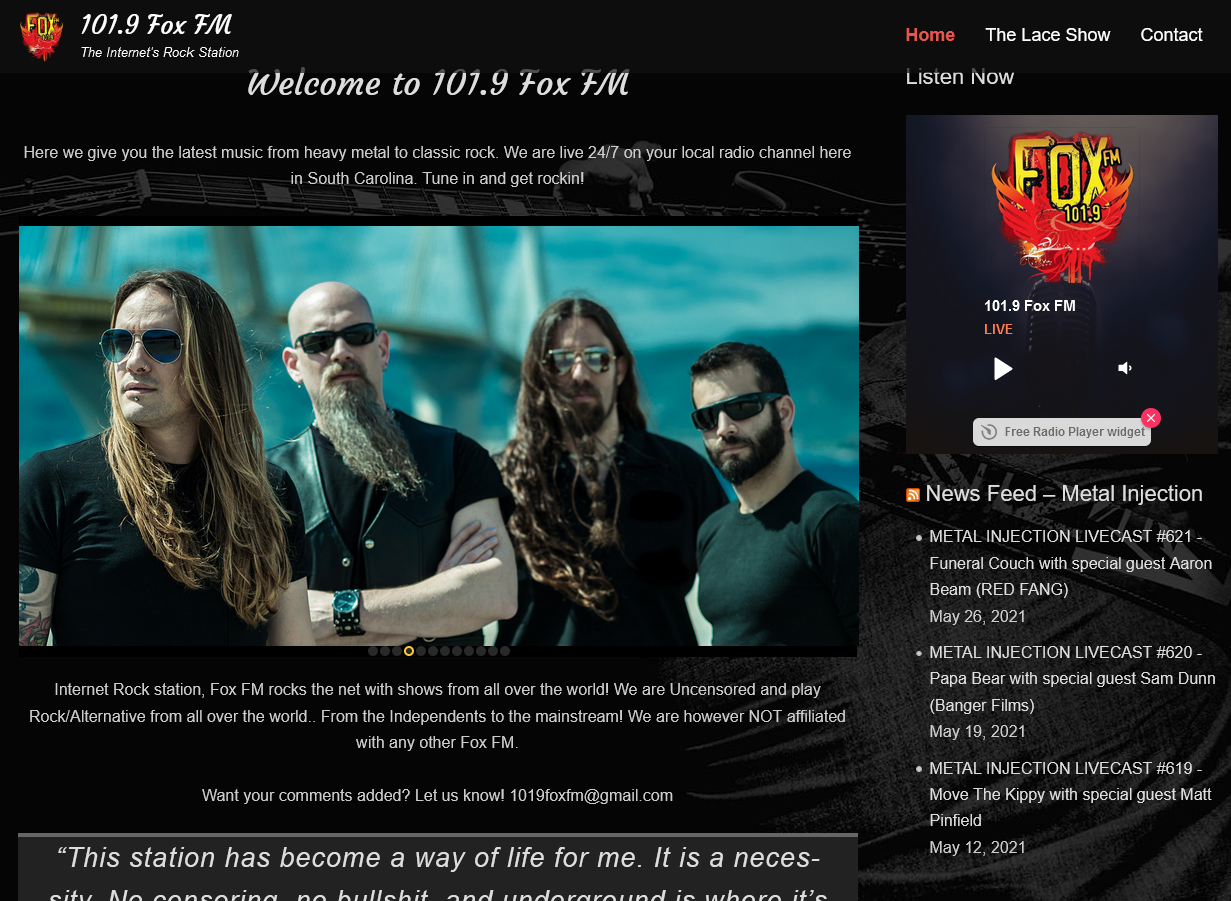 FOX
101.9 Fox FM
The Internet's Rock Station
Home
The Lace Show
Contact
Welcome to 101.9 Fox FM
Here we give you the latest music from heavy metal to classic rock. We are live 24/7 on your local radio channel here
in South Carolina. Tune in and get rockin!
Internet Rock station, Fox FM rocks the net with shows from all over the world! We are Uncensored and play
Rock/Alternative from all over the world.. From the Independents to the mainstream! We are however NOT affiliated
with any other Fox FM.
Want your comments added? Let us know! 1019foxfm@gmail.com
“This station has become a way of life for me. It is a neces-
sity. No censoring, no bullshit, and underground is where it’s
Listen Now
FOX FM
101.9
101.9 Fox FM
LIVE
Free Radio Player widget
News Feed – Metal Injection
METAL INJECTION LIVECAST #621 -
Funeral Couch with special guest Aaron
Beam (RED FANG)
May 26, 2021
METAL INJECTION LIVECAST #620 -
Papa Bear with special guest Sam Dunn
(Banger Films)
May 19, 2021
METAL INJECTION LIVECAST #619 -
Move The Kippy with special guest Matt
Pinfield
May 12, 2021